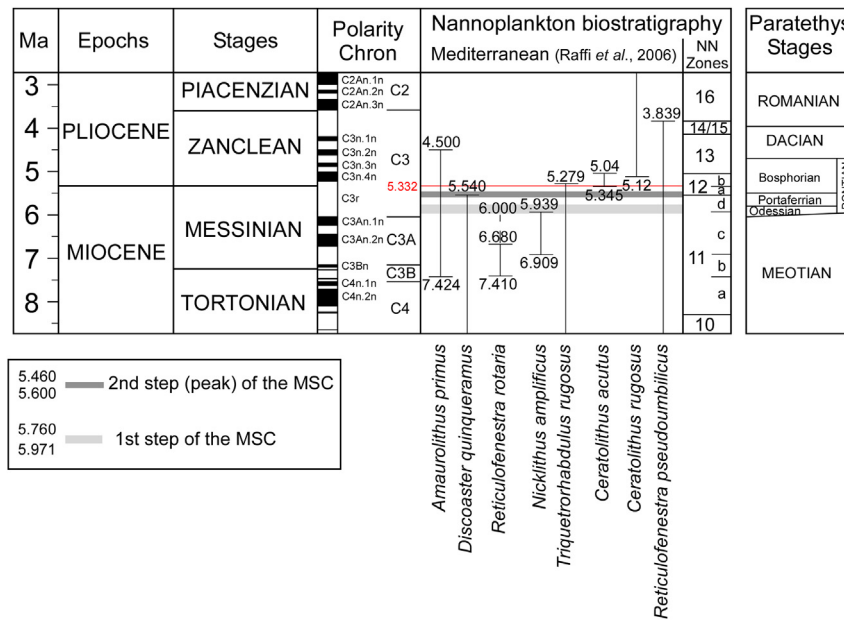 Ma
Epochs
Stages
Polarity
Chron
Nannoplankton biostratigraphy
Mediterranean (Raffi et al., 2006)
NN
Zones
Paratethys
Stages
3
4
5
6
7
8
PLIOCENE
MIOCENE
PIACENZIAN
ZANCLEAN
MESSINIAN
TORTONIAN
C2An.1n
C2An.2n
C2An.3n
C3n.1n
C3n.2n
C3n.3n
C3n.4n
C3r
C3An.1n
C3An.2n
C3Bn
C4n.1n
C4n.2n
C2
C3
5.332
C3A
C3B
C4
4.500
7.424
5.540
6.000
6.680
7.410
5.939
6.909
5.279
5.04
5.345
5.12
3.839
16
14/15
13
12
b
a
11
d
c
b
a
10
ROMANIAN
DACIAN
Bosphorian
Portaferrian
Odessian
MEOTIAN
5.460
5.600
2nd step (peak) of the MSC
5.760
5.971
1st step of the MSC
Amaurolithus primus
Discoaster quinqueramus
Reticulofenestra rotaria
Nicklithus amplificus
Triquetrorhabdulus rugosus
Ceratolithus acutus
Ceratolithus rugosus
Reticulofenestra pseudoumbilicus